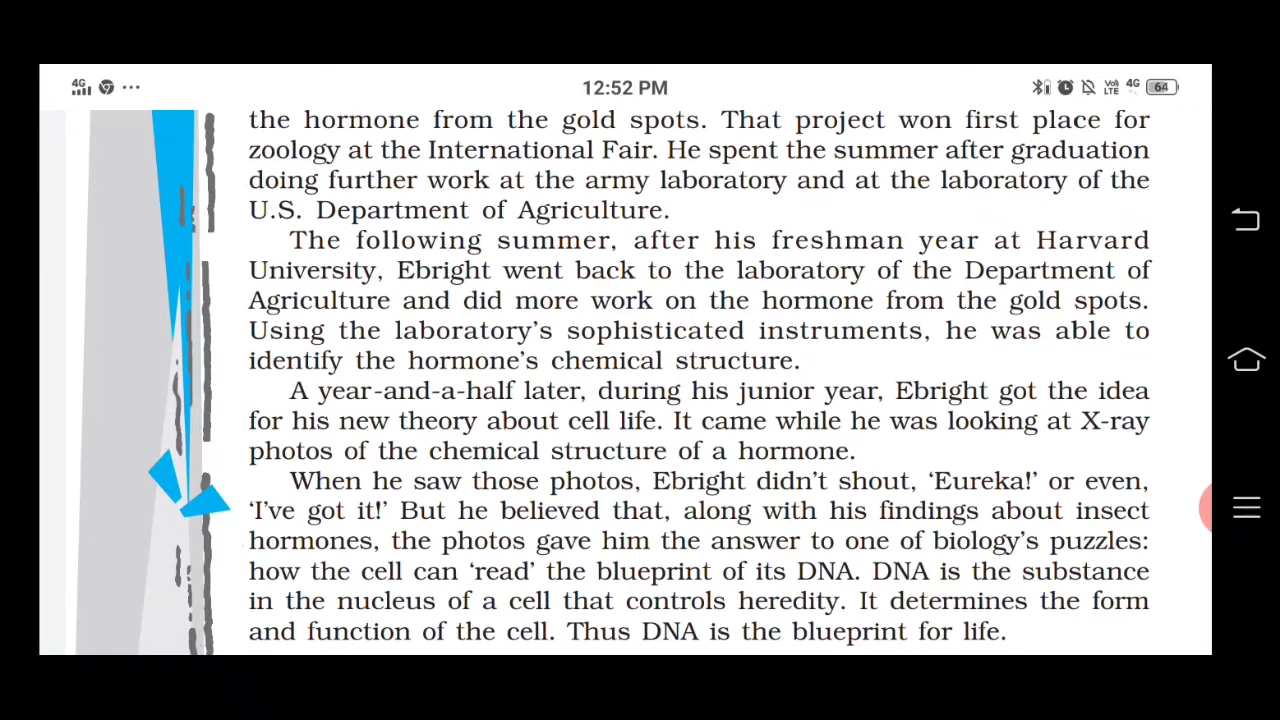 4G 12:52 PM Vo) LTE 4G 64
the hormone from the gold spots. That project won first place for
zoology at the International Fair. He spent the summer after graduation
doing further work at the army laboratory and at the laboratory of the
U.S. Department of Agriculture.
The following summer, after his freshman year at Harvard
University, Ebright went back to the laboratory of the Department of
Agriculture and did more work on the hormone from the gold spots.
Using the laboratory's sophisticated instruments, he was able to
identify the hormone's chemical structure.
A year-and-a-half later, during his junior year, Ebright got the idea
for his new theory about cell life. It came while he was looking at X-ray
photos of the chemical structure of a hormone.
When he saw those photos, Ebright didn't shout, ‘Eureka!’ or even,
‘I've got it!’ But he believed that, along with his findings about insect
hormones, the photos gave him the answer to one of biology's puzzles:
how the cell can ‘read’ the blueprint of its DNA. DNA is the substance
in the nucleus of a cell that controls heredity. It determines the form
and function of the cell. Thus DNA is the blueprint for life.